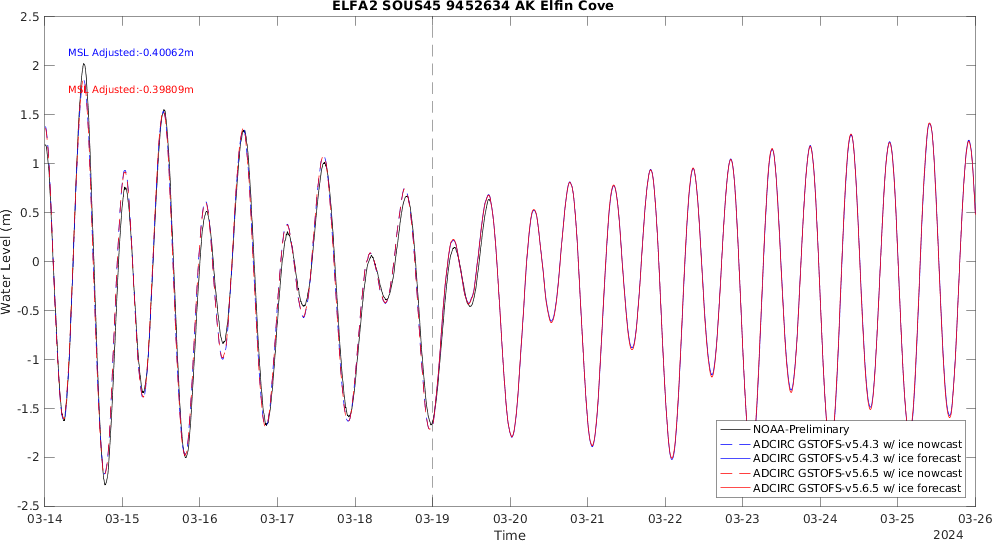 ELFA2 SOUS45 9452634 AK Elfin Cove
MSL Adjusted:-0.40062m
MSL Adjusted:-0.39809m
Water Level (m)
2.5
2
1.5
1
0.5
0
-0.5
-1
-1.5
-2
-2.5
NOAA-Preliminary
ADCIRC GSTOFS-v5.4.3 w/ ice nowcast
ADCIRC GSTOFS-v5.4.3 w/ ice forecast
ADCIRC GSTOFS-v5.6.5 w/ ice nowcast
ADCIRC GSTOFS-v5.6.5 w/ ice forecast
03-14 03-15 03-16 03-17 03-18 03-19 03-20 03-21 03-22 03-23 03-24 03-25 03-26
Time
2024